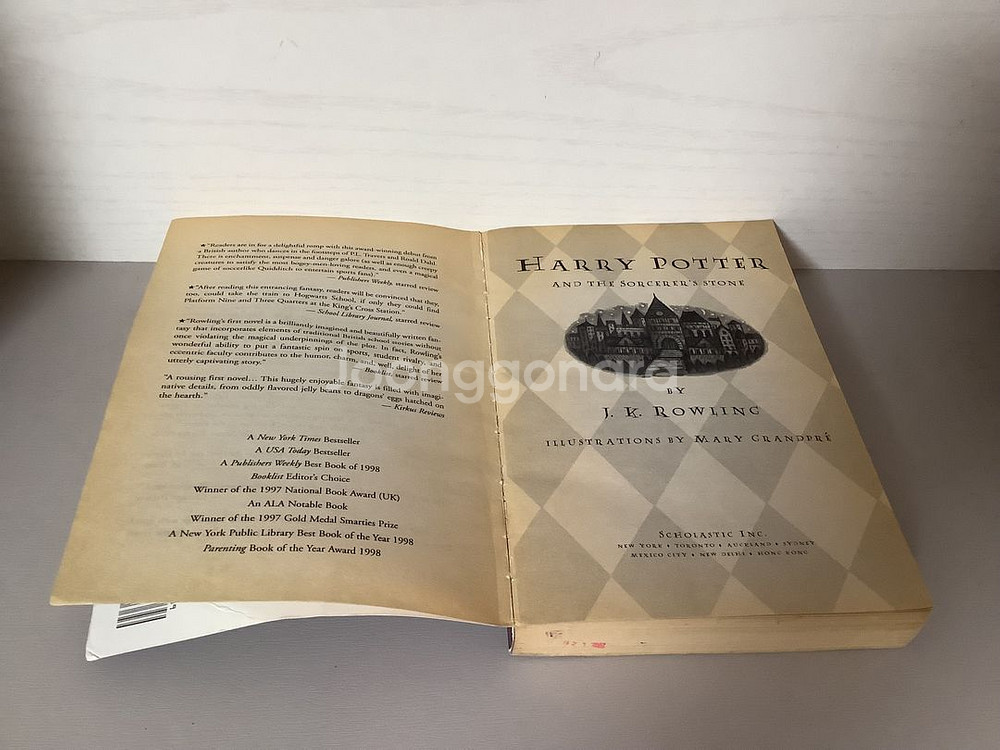 ★"Readers are in for a delightful romp with this award-winning debut from
a British author who dances in the footsteps of P.L. Travers and Roald Dahl.
There is enchantment, suspense and danger galore (as well as enough creepy
creatures to satisfy the most bogey-men-loving readers, and even a magical
game of soccerlike Quidditch to entertain sports fans)."
— Publishers Weekly, starred review
★"After reading this entrancing fantasy, readers will be convinced that they,
too, could take the train to Hogwarts School, if only they could find
Platform Nine and Three Quarters at the King's Cross Station."
— School Library Journal, starred review
★"Rowling's first novel is a brilliantly imagined and beautifully written fan-
tasy that incorporates elements of traditional British school stories without
once violating the magical underpinnings of the plot. In fact, Rowling's
wonderful ability to put a fantastic spin on sports, student rivalry, and
eccentric faculty contributes to the humor, charm, and, well, delight of her
utterly captivating story."
— Booklist, starred review
"A rousing first novel… This hugely enjoyable fantasy is filled with imagi-
native details, from oddly flavored jelly beans to dragons' eggs hatched on
the hearth."
— Kirkus Reviews
A New York Times Bestseller
A USA Today Bestseller
A Publishers Weekly Best Book of 1998
Booklist Editor's Choice
Winner of the 1997 National Book Award (UK)
An ALA Notable Book
Winner of the 1997 Gold Medal Smarties Prize
A New York Public Library Best Book of the Year 1998
Parenting Book of the Year Award 1998
HARRY POTTER
AND THE SORCERER'S STONE
BY
J. K. ROWLING
ILLUSTRATIONS BY MARY GRANDPRÉ
SCHOLASTIC INC.
NEW YORK • TORONTO • AUCKLAND • SYDNEY
MEXICO CITY • NEW DELHI • HONG KONG